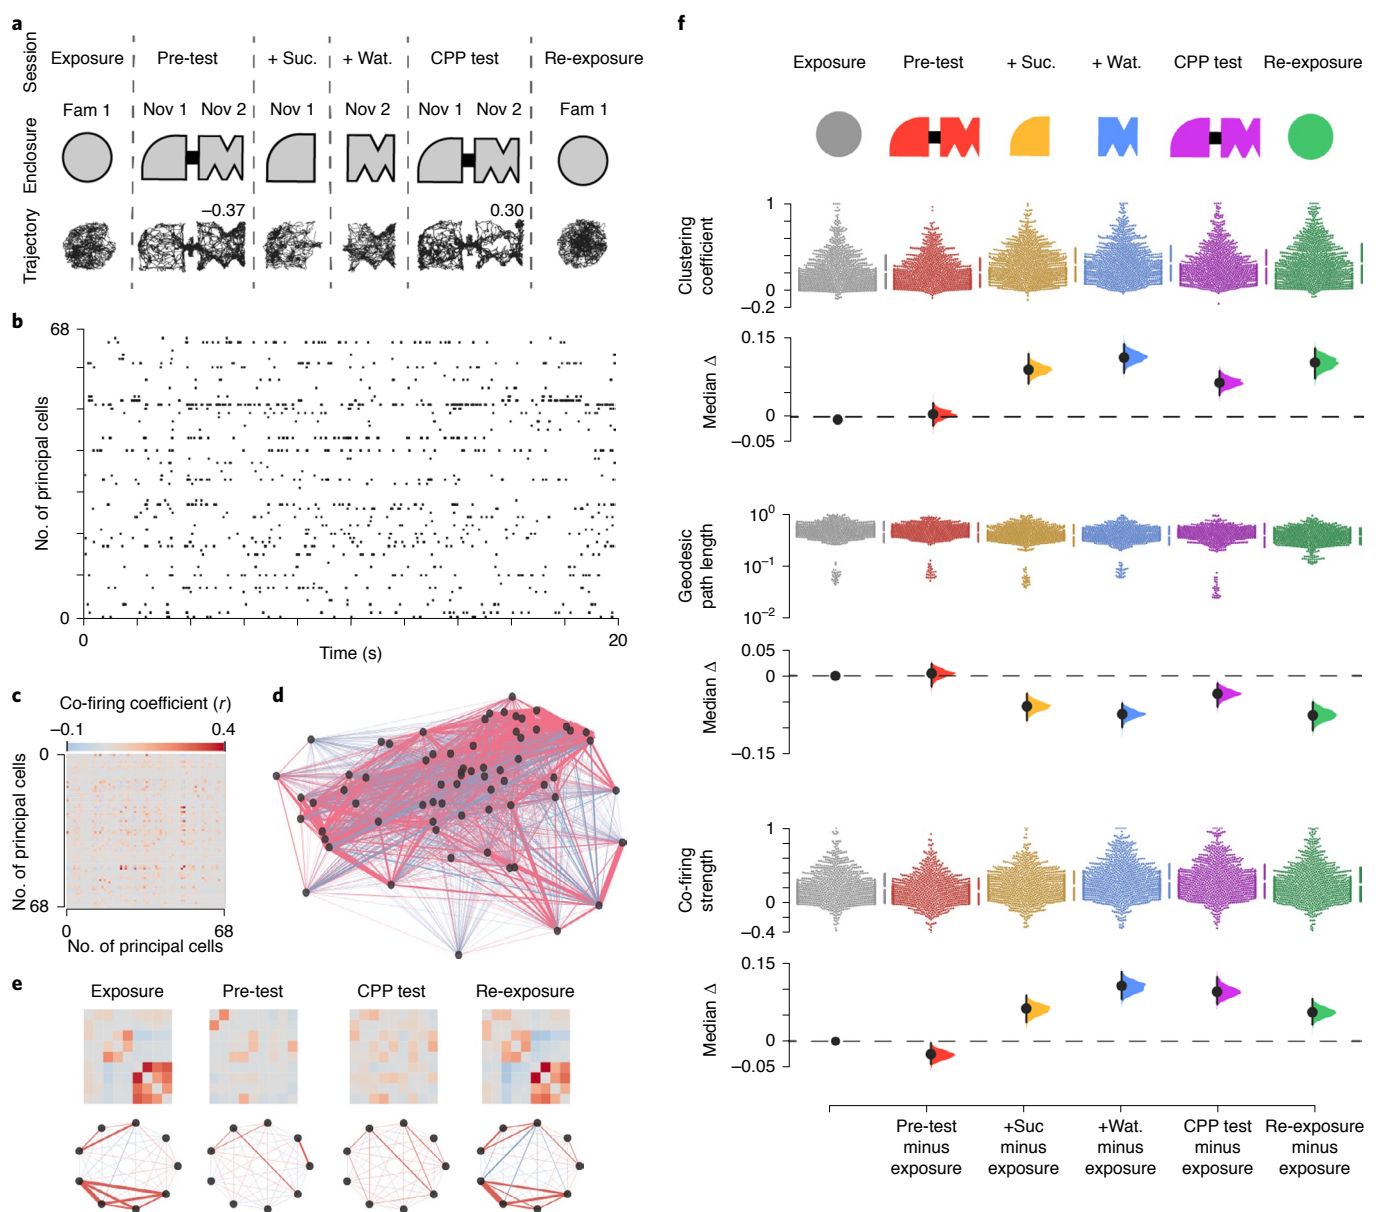 a
Session
Exposure
Pre-test
+ Suc.
+ Wat.
CPP test
Re-exposure
Enclosure
Fam 1
Nov 1
Nov 2
Nov 1
Nov 2
Nov 1
Nov 2
Fam 1
Trajectory
–0.37
0.30
b
No. of principal cells
68
0
0
20
Time (s)
c
Co-firing coefficient (r)
–0.1
0.4
0
No. of principal cells
68
0
68
No. of principal cells
d
e
Exposure
Pre-test
CPP test
Re-exposure
f
Exposure
Pre-test
+ Suc.
+ Wat.
CPP test
Re-exposure
Clustering
coefficient
1
0
–0.2
Median Δ
0.15
0
–0.05
Geodesic
path length
10⁰
10⁻¹
10⁻²
Median Δ
0.05
0
–0.15
Co-firing
strength
1
0
–0.4
Median Δ
0.15
0
–0.05
Pre-test
minus
exposure
+Suc
minus
exposure
+Wat.
minus
exposure
CPP test
minus
exposure
Re-exposure
minus
exposure